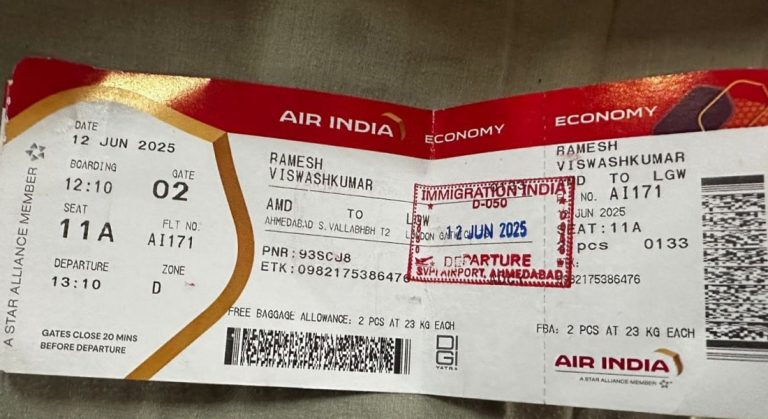 DATE
12 JUN 2025
BOARDING
12:10
GATE
02
SEAT
11A
FLT NO.
AI171
DEPARTURE
13:10
ZONE
D
GATES CLOSE 20 MINS
BEFORE DEPARTURE
A STAR ALLIANCE MEMBER
AIR INDIA
ECONOMY
RAMESH
VISWASHKUMAR
AMD TO LGW
AHMEDABAD S.VALLABHBH T2
PNR:93SCJ8
ETK:0982175386476
FREE BAGGAGE ALLOWANCE: 2 PCS AT 23 KG EACH
DIGI
YATRA
IMMIGRATION INDIA
D-050
12 JUN 2025
DEPARTURE
SVPI AIRPORT, AHMEDABAD
ECONOMY
RAMESH
VISWASHKUMAR
TO LGW
NO. AI171
JUN 2025
SEAT:11A
pcs 0133
82175386476
FBA: 2 PCS AT 23 KG EACH
AIR INDIA
A STAR ALLIANCE MEMBER